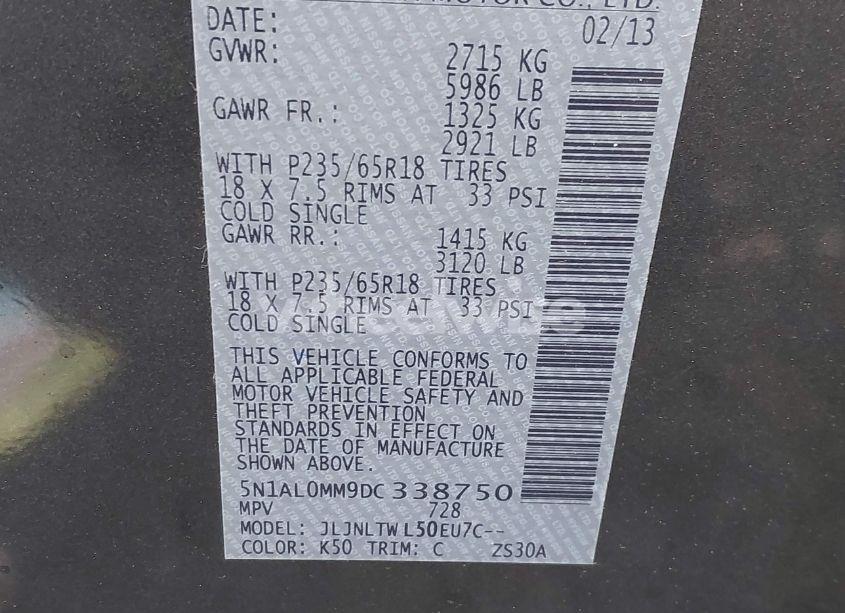 MOTOR CO., LTD.
DATE: 02/13
GVWR: 2715 KG
5986 LB
GAWR FR.: 1325 KG
2921 LB
WITH P235/65R18 TIRES
18 X 7.5 RIMS AT 33 PSI
COLD SINGLE
GAWR RR.: 1415 KG
3120 LB
WITH P235/65R18 TIRES
18 X 7.5 RIMS AT 33 PSI
COLD SINGLE
THIS VEHICLE CONFORMS TO
ALL APPLICABLE FEDERAL
MOTOR VEHICLE SAFETY AND
THEFT PREVENTION
STANDARDS IN EFFECT ON
THE DATE OF MANUFACTURE
SHOWN ABOVE.
5N1AL0MM9DC338750
MPV 728
MODEL: JLJNLTWL50EU7C--
COLOR: K50 TRIM: C ZS30A